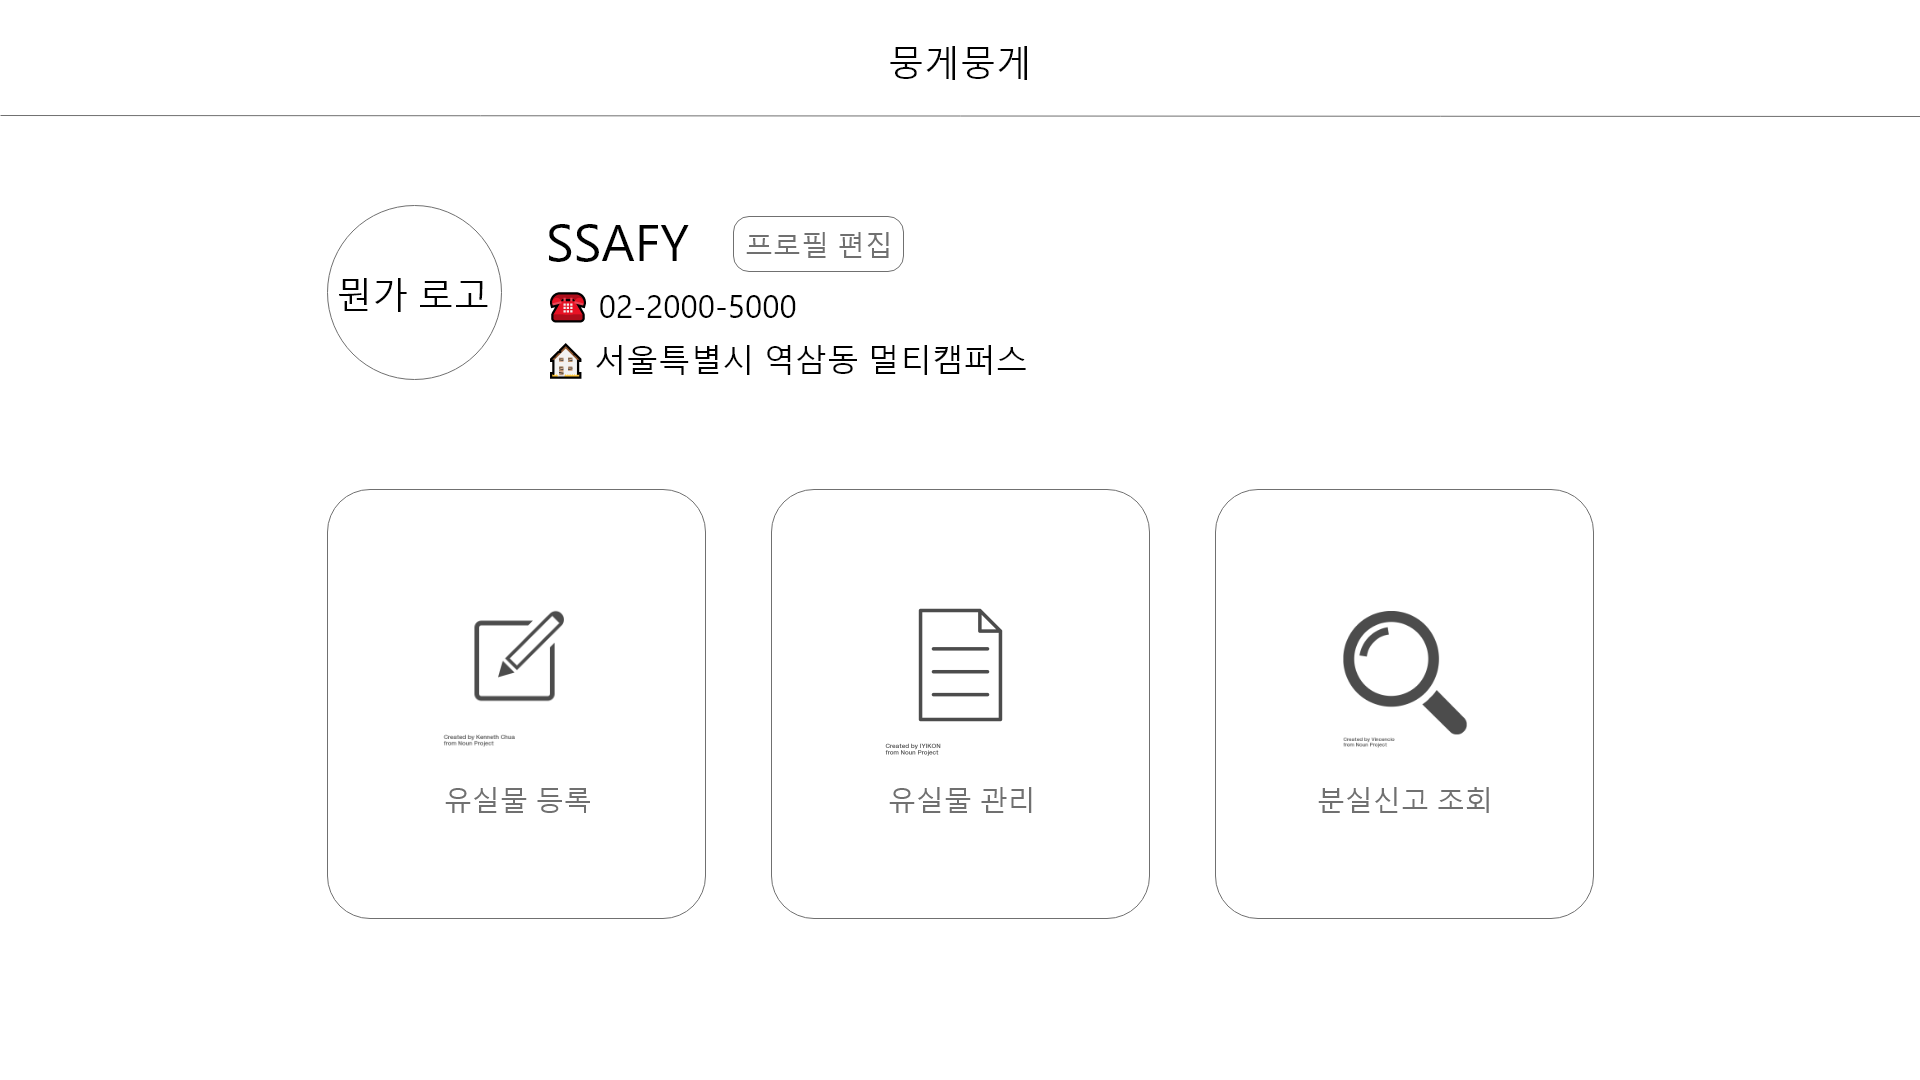 뭉게뭉게
뭔가 로고
SSAFY
프로필 편집
02-2000-5000
서울특별시 역삼동 멀티캠퍼스
Created by Kenneth Chua
from Noun Project
유실물 등록
Created by IYIKON
from Noun Project
유실물 관리
Created by
from Noun Project
분실신고 조회